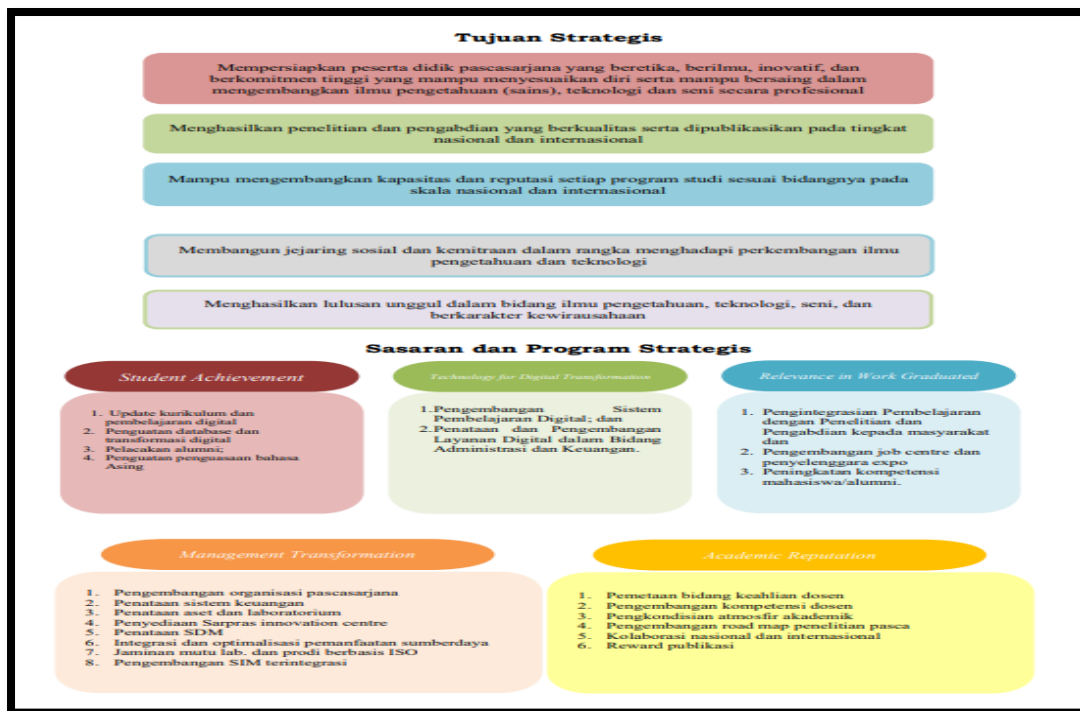 Tujuan Strategis
Mempersiapkan peserta didik pascasarjana yang beretika, berilmu, inovatif, dan
berkomitmen tinggi yang mampu menyesuaikan diri serta mampu bersaing dalam
mengembangkan ilmu pengetahuan (sains), teknologi dan seni secara profesional
Menghasilkan penelitian dan pengabdian yang berkualitas serta dipublikasikan pada tingkat
nasional dan internasional
Mampu mengembangkan kapasitas dan reputasi setiap program studi sesuai bidangnya pada
skala nasional dan internasional
Membangun jejaring sosial dan kemitraan dalam rangka menghadapi perkembangan ilmu
pengetahuan dan teknologi
Menghasilkan lulusan unggul dalam bidang ilmu pengetahuan, teknologi, seni, dan
berkarakter kewirausahaan
Sasaran dan Program Strategis
Student Achievement
1. Update kurikulum dan
pembelajaran digital
2. Penguatan database dan
transformasi digital
3. Pelacakan alumni;
4. Penguatan penguasaan bahasa
Asing
Technology for Digital Transformation
1.Pengembangan Sistem
Pembelajaran Digital; dan
2.Penataan dan Pengembangan
Layanan Digital dalam Bidang
Administrasi dan Keuangan.
Relevance in Work Graduated
1. Pengintegrasian Pembelajaran
dengan Penelitian dan
Pengabdian kepada masyarakat
dan
2. Pengembangan job centre dan
penyelenggara expo
3. Peningkatan kompetensi
mahasiswa/alumni.
Management Transformation
1. Pengembangan organisasi pascasarjana
2. Penataan sistem keuangan
3. Penataan aset dan laboratorium
4. Penyediaan Sarpras innovation centre
5. Penataan SDM
6. Integrasi dan optimalisasi pemanfaatan sumberdaya
7. Jaminan mutu lab. dan prodi berbasis ISO
8. Pengembangan SIM terintegrasi
Academic Reputation
1. Pemetaan bidang keahlian dosen
2. Pengembangan kompetensi dosen
3. Pengkondisian atmosfir akademik
4. Pengembangan road map penelitian pasca
5. Kolaborasi nasional dan internasional
6. Reward publikasi